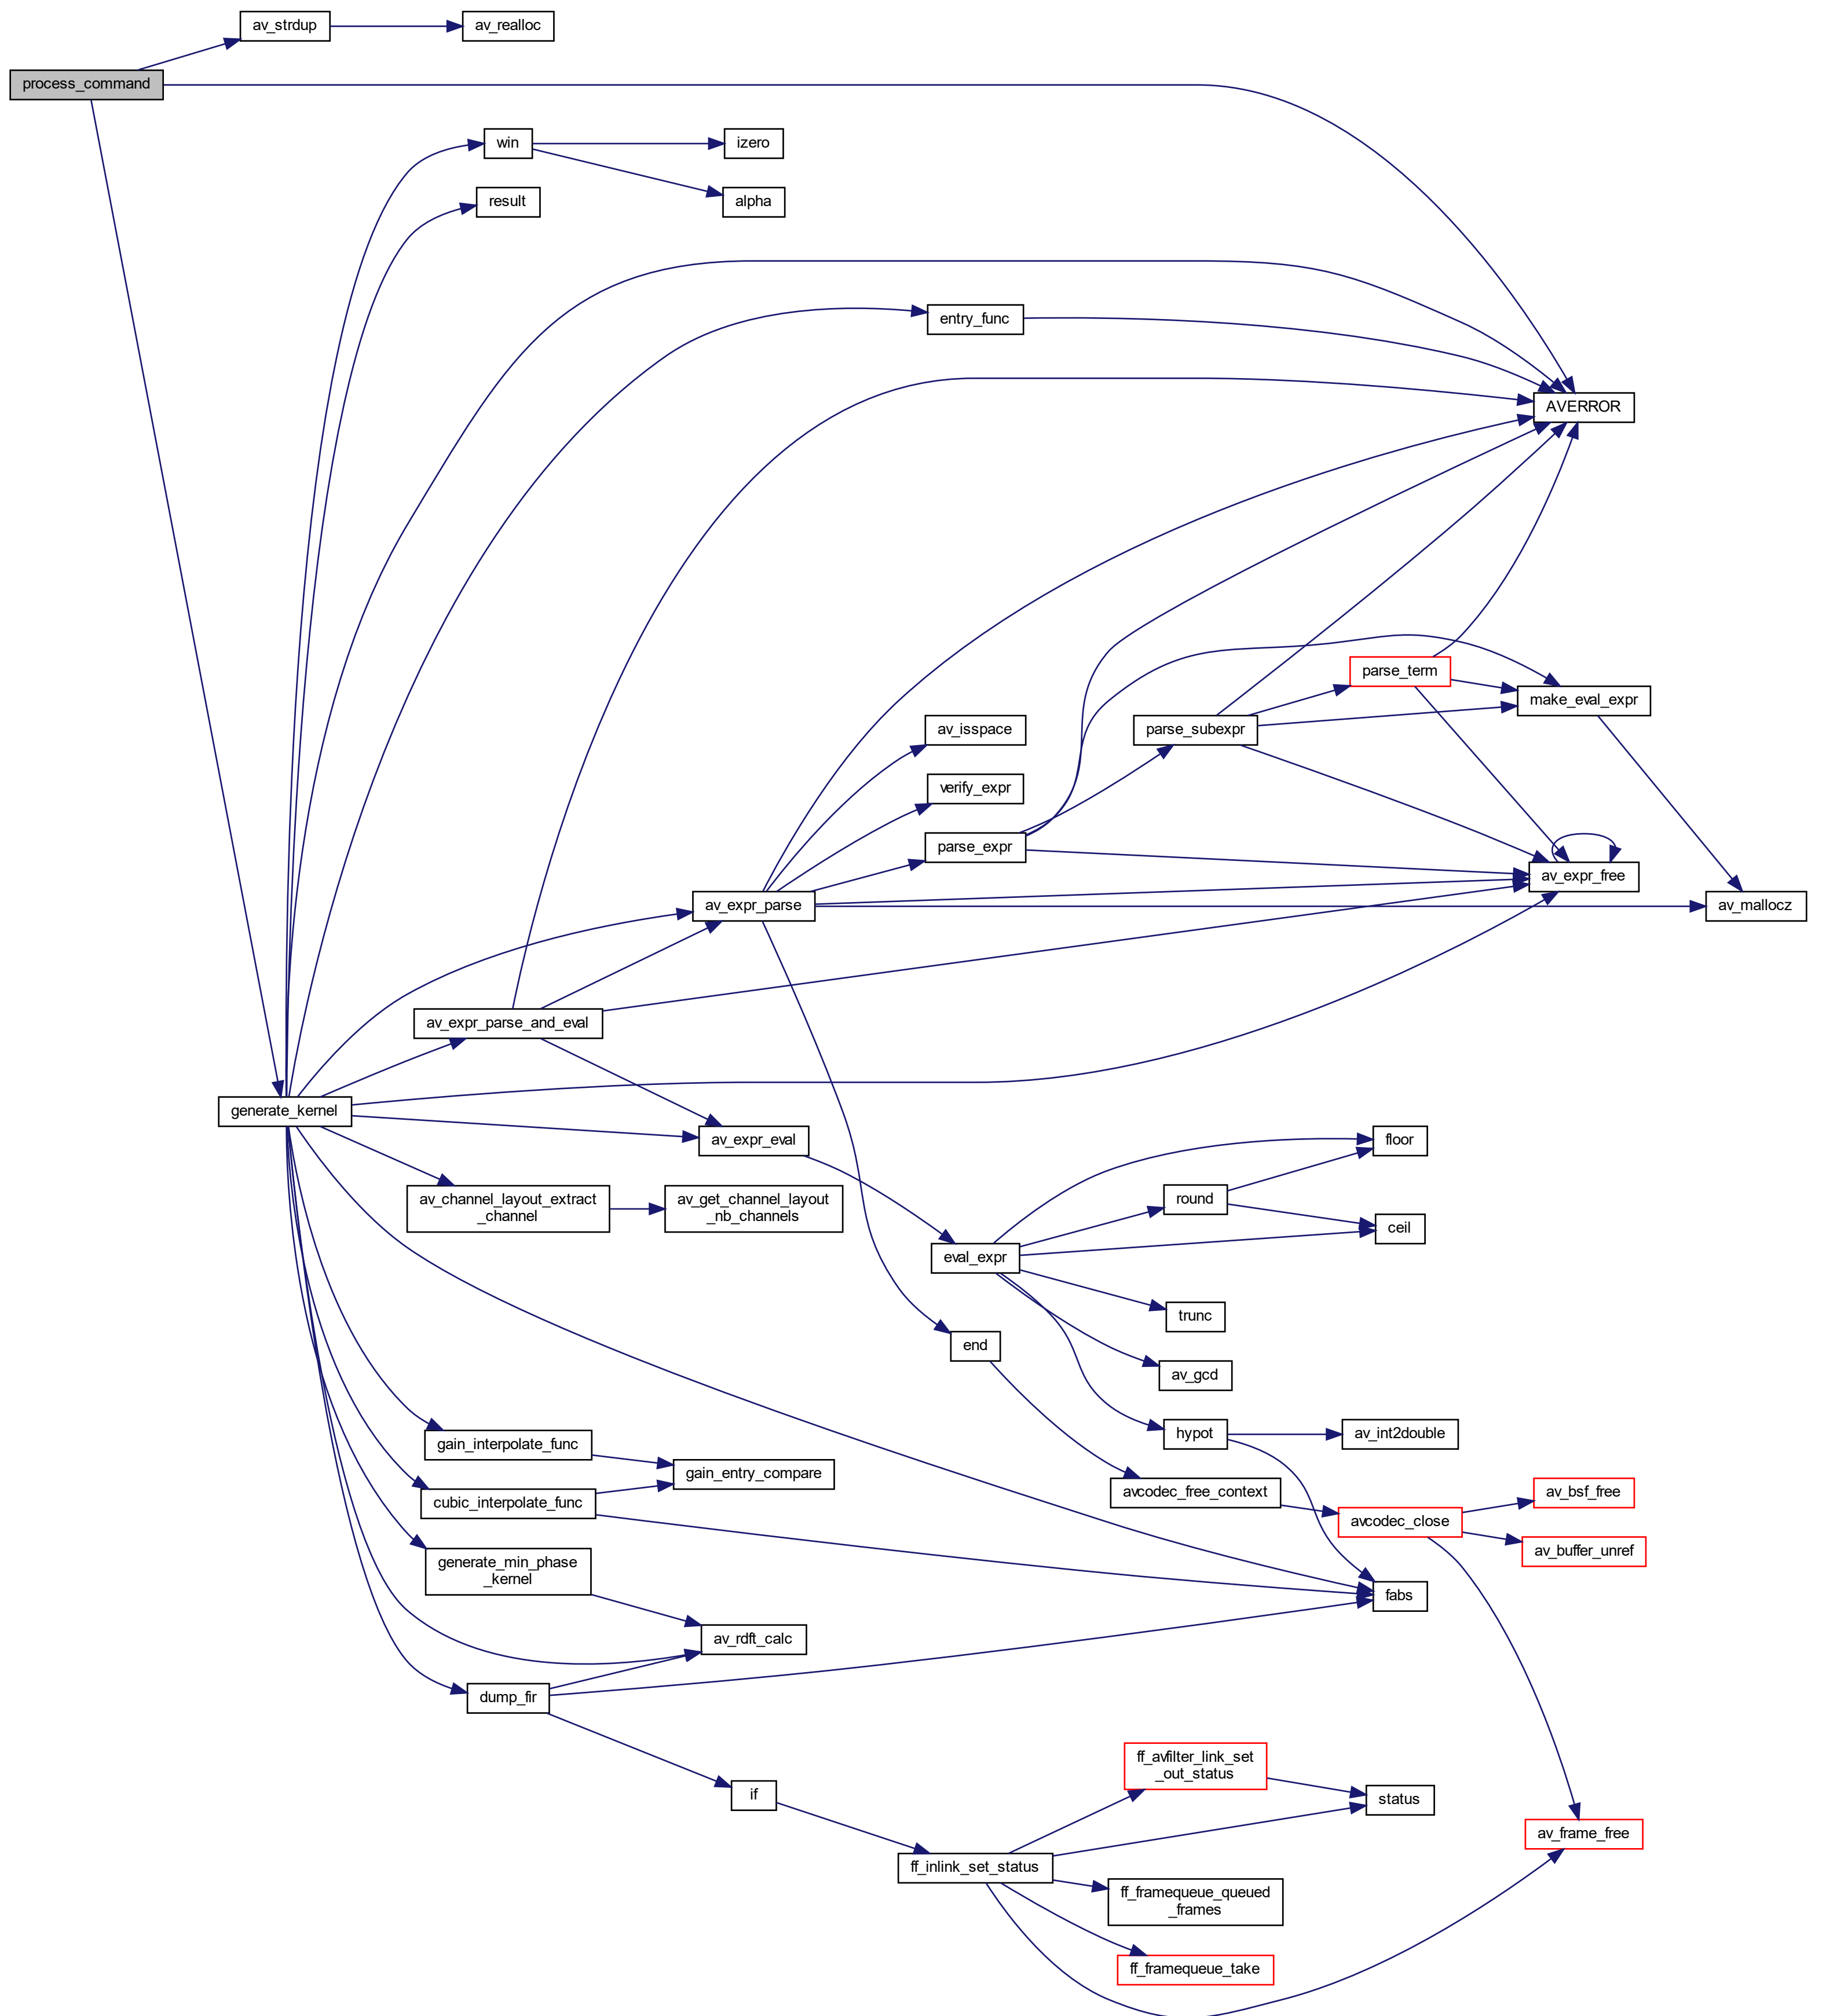 av_strdup
av_realloc
process_command
win
izero
alpha
result
entry_func
AVERROR
parse_term
make_eval_expr
av_isspace
parse_subexpr
verify_expr
parse_expr
av_expr_free
av_expr_parse
av_mallocz
av_expr_parse_and_eval
generate_kernel
av_expr_eval
floor
av_channel_layout_extract
_channel
av_get_channel_layout
_nb_channels
round
ceil
eval_expr
trunc
end
av_gcd
gain_interpolate_func
hypot
av_int2double
gain_entry_compare
cubic_interpolate_func
avcodec_free_context
av_bsf_free
avcodec_close
av_buffer_unref
generate_min_phase
_kernel
fabs
av_rdft_calc
dump_fir
ff_avfilter_link_set
_out_status
if
status
av_frame_free
ff_inlink_set_status
ff_framequeue_queued
_frames
ff_framequeue_take